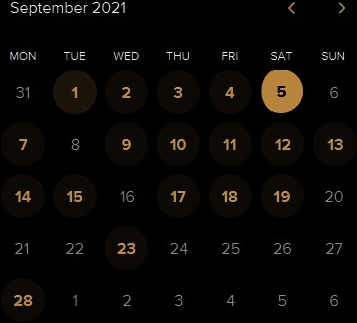 September 2021
MON TUE WED THU FRI SAT SUN
31 1 2 3 4 5 6
7 8 9 10 11 12 13
14 15 16 17 18 19 20
21 22 23 24 25 26 27
28 1 2 3 4 5 6